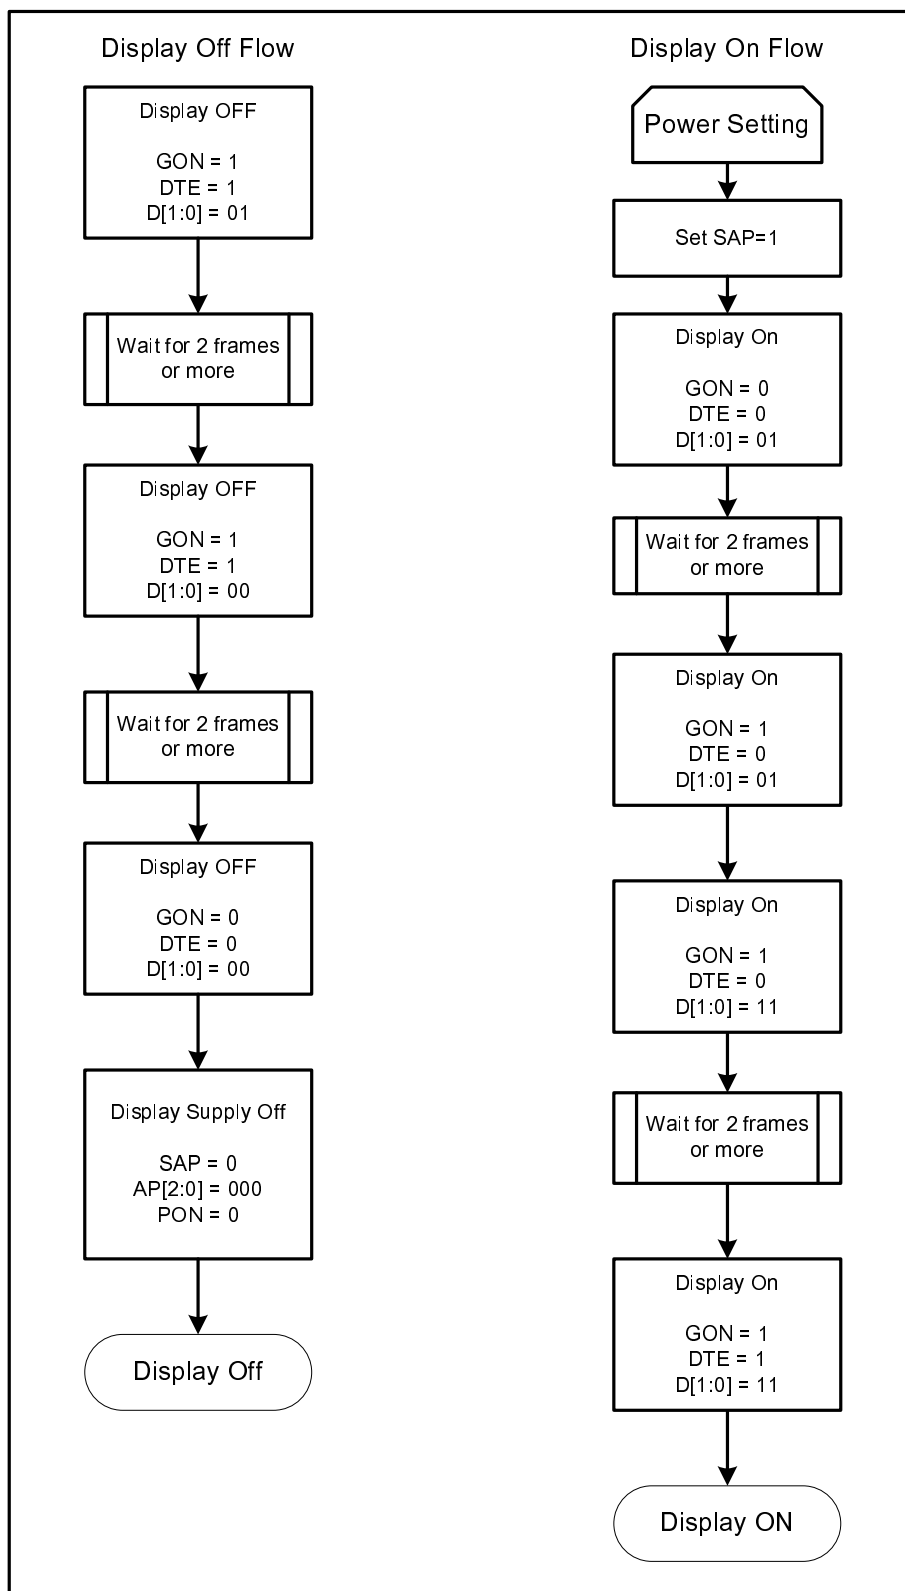 Display Off Flow
Display OFF
GON = 1
DTE = 1
D[1:0] = 01
Wait for 2 frames
or more
Display OFF
GON = 1
DTE = 1
D[1:0] = 00
Wait for 2 frames
or more
Display OFF
GON = 0
DTE = 0
D[1:0] = 00
Display Supply Off
SAP = 0
AP[2:0] = 000
PON = 0
Display Off
Display On Flow
Power Setting
Set SAP=1
Display On
GON = 0
DTE = 0
D[1:0] = 01
Wait for 2 frames
or more
Display On
GON = 1
DTE = 0
D[1:0] = 01
Display On
GON = 1
DTE = 0
D[1:0] = 11
Wait for 2 frames
or more
Display On
GON = 1
DTE = 1
D[1:0] = 11
Display ON